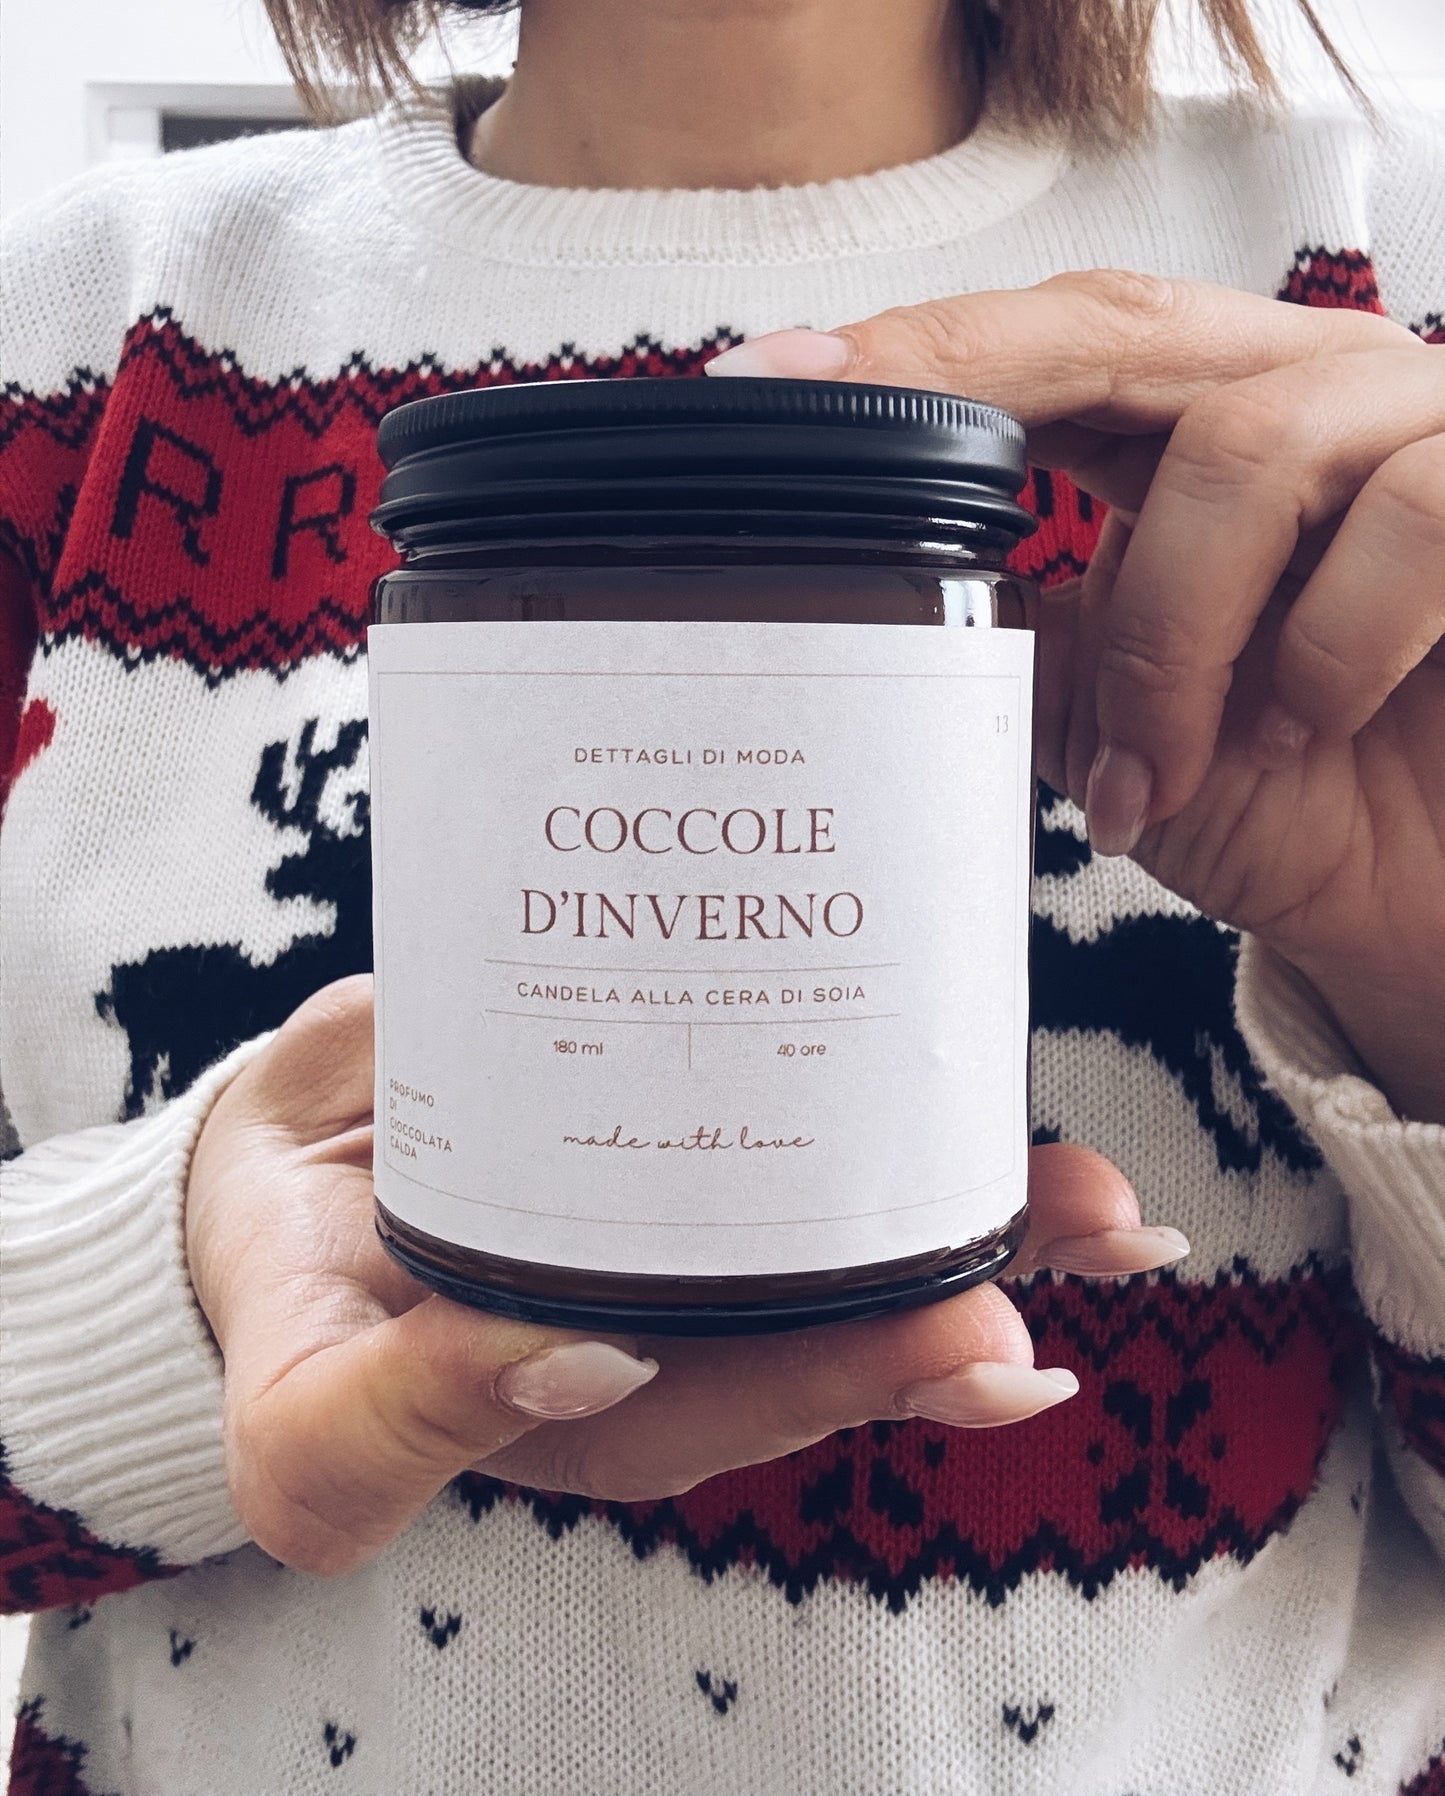 R R
13
DETTAGLI DI MODA
COCCOLE
D'INVERNO
CANDELA ALLA CERA DI SOIA
180 ml 40 ore
PROFUMO
DI
CIOCCOLATA
CALDA
made with love